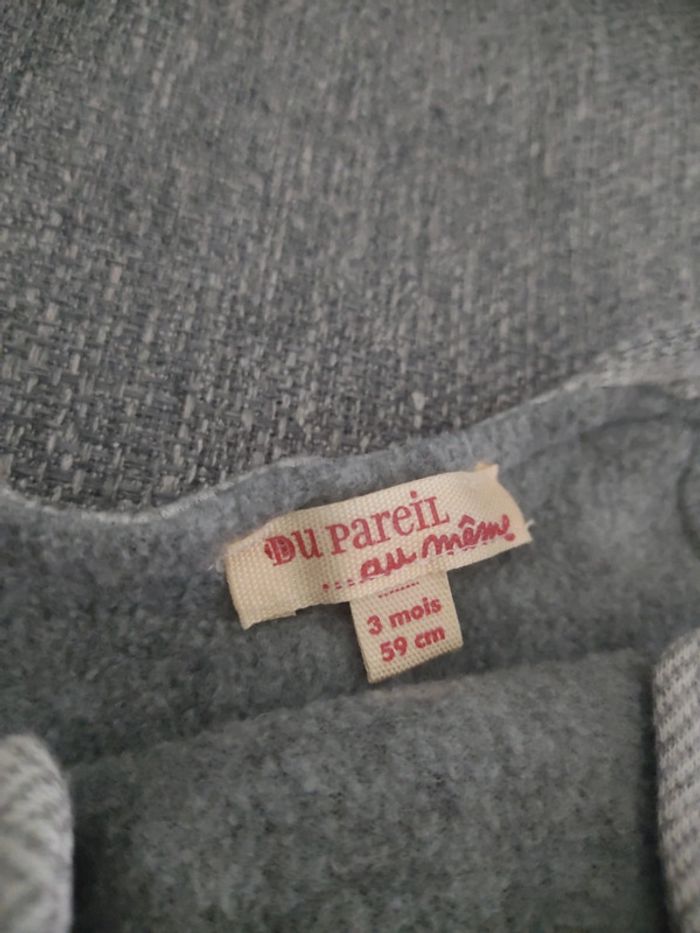 DU PAREIL
...au même
3 mois
59 cm